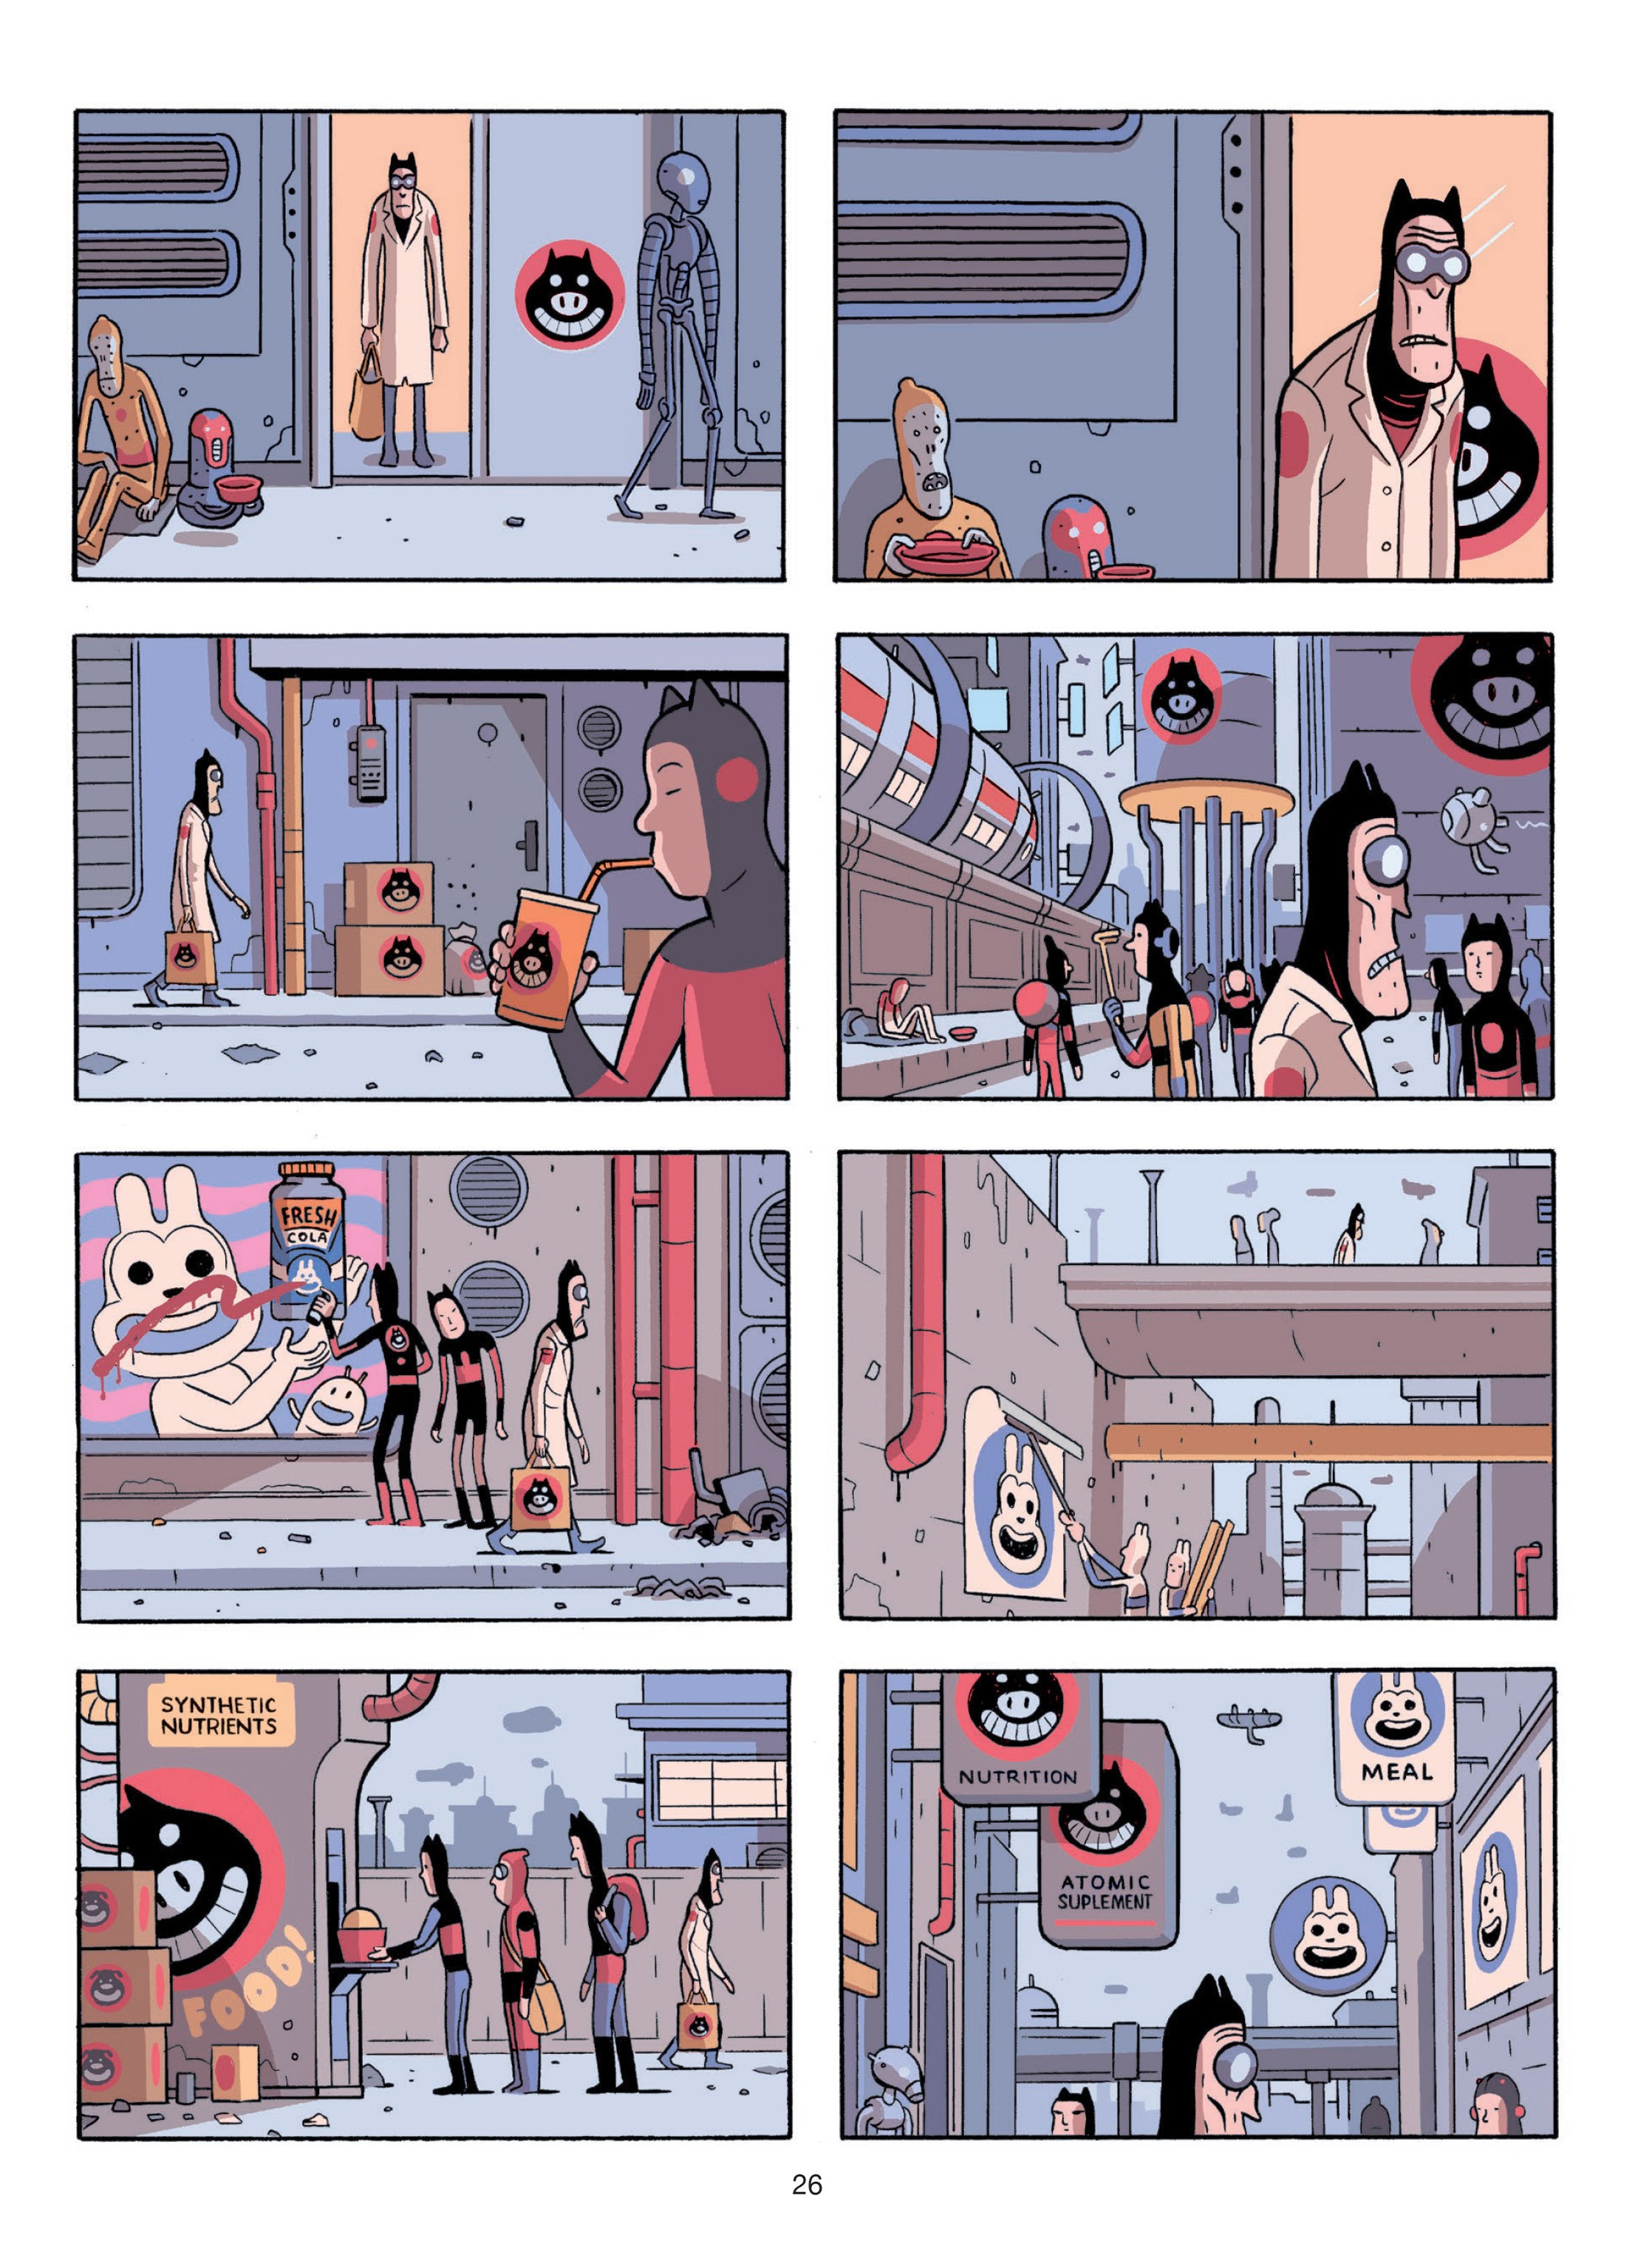 FRESH
COLA
SYNTHETIC
NUTRIENTS
FOOD!
NUTRITION
ATOMIC
SUPLEMENT
MEAL
26